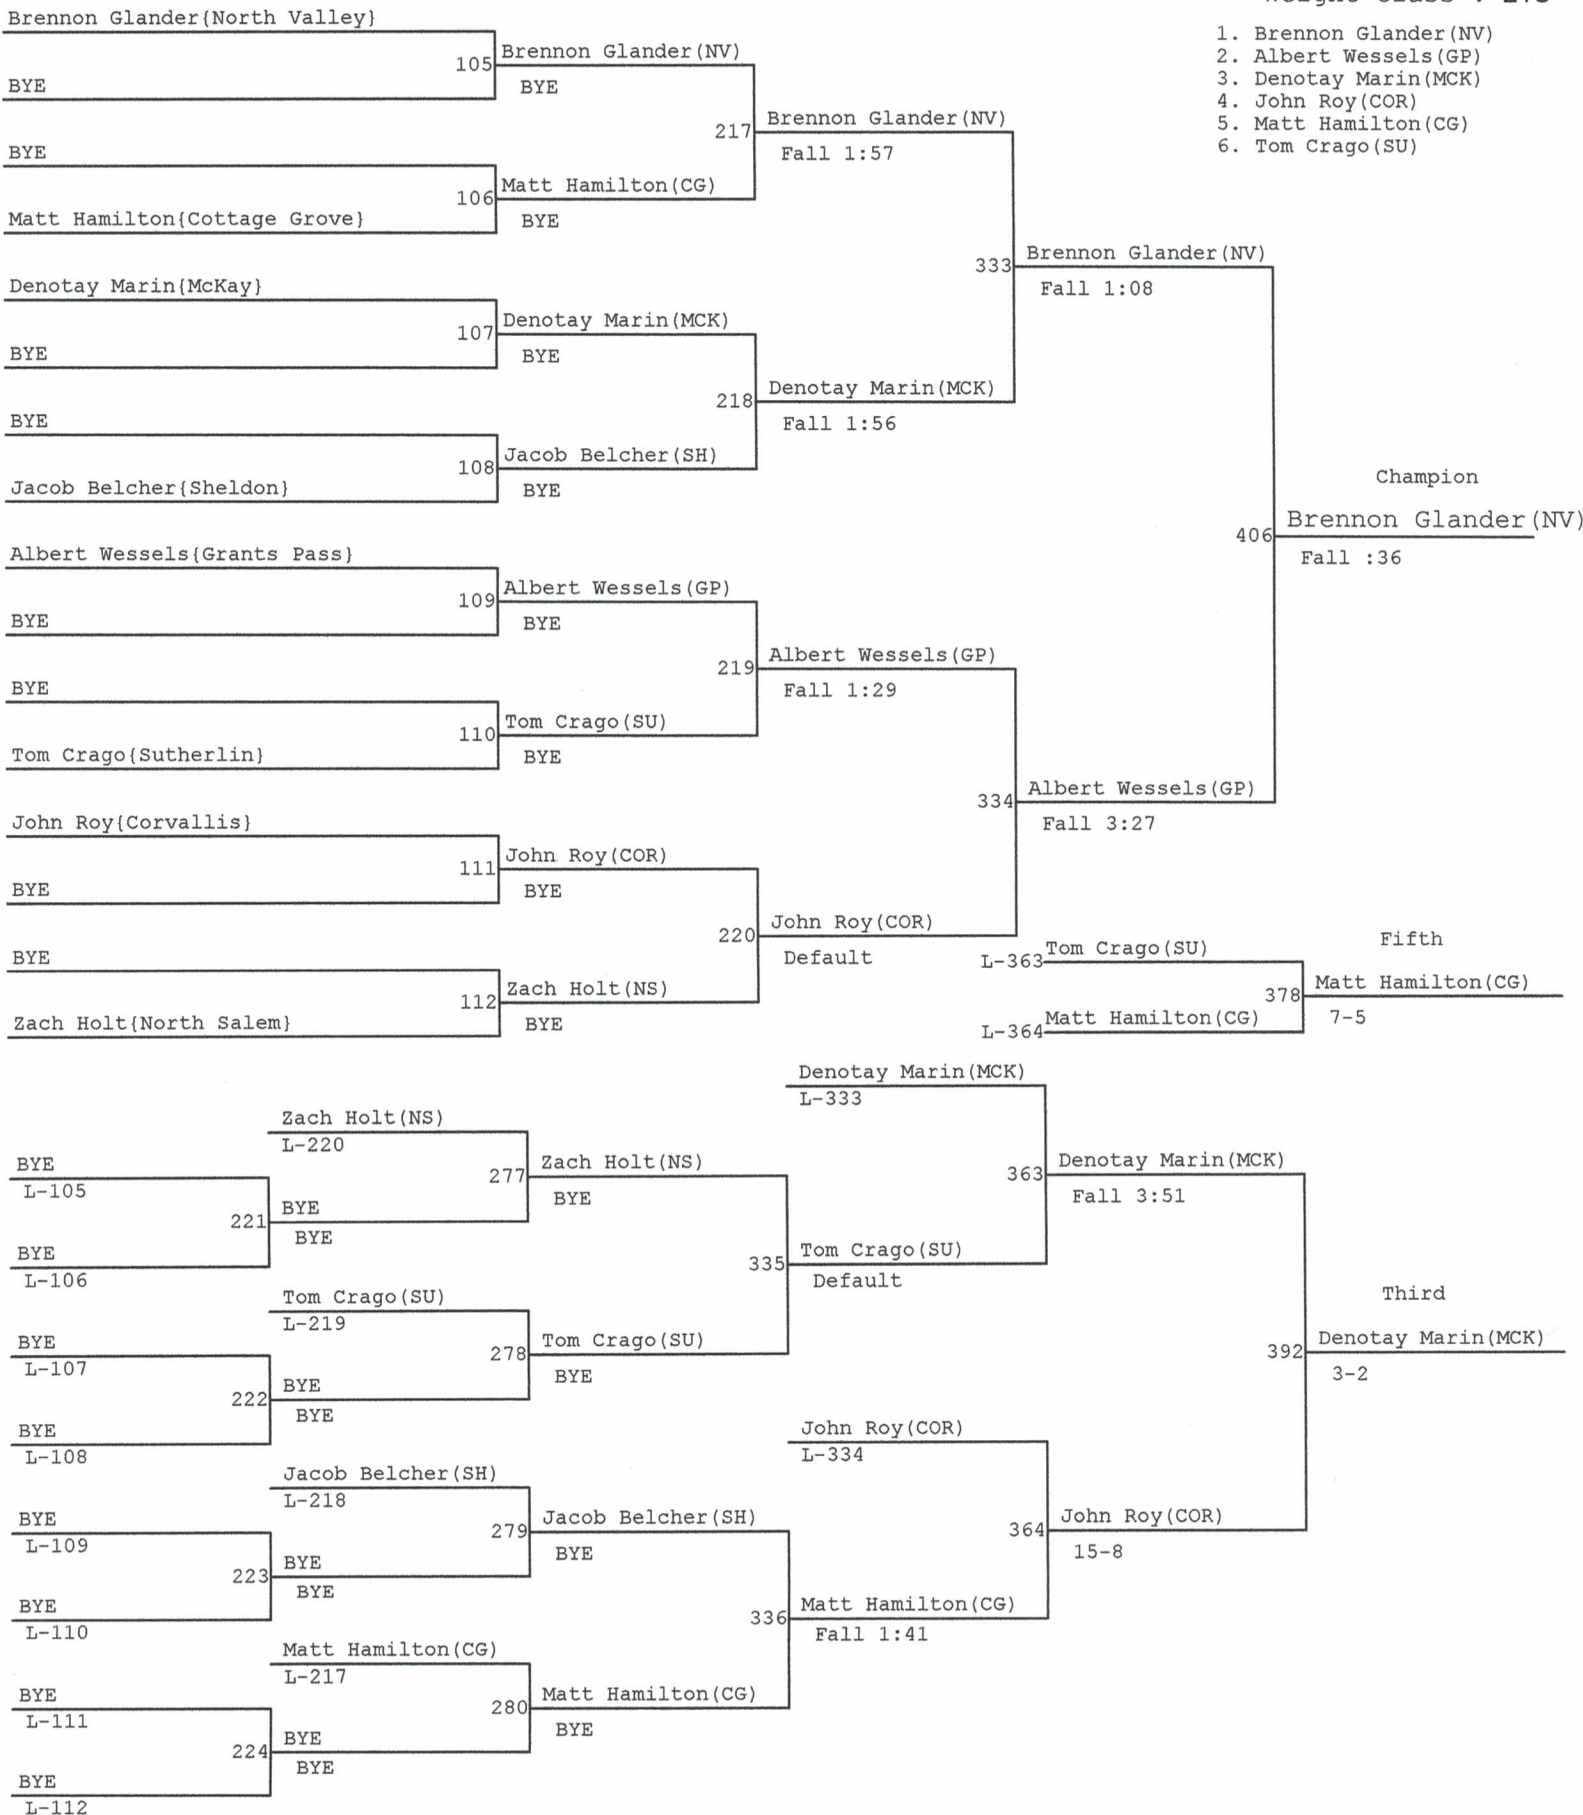 Brennon Glander{North Valley}
105
BYE
Brennon Glander(NV)
BYE
BYE
106
Matt Hamilton{Cottage Grove}
Matt Hamilton(CG)
BYE
217
Brennon Glander(NV)
Fall 1:57
Denotay Marin{McKay}
107
BYE
Denotay Marin(MCK)
BYE
BYE
108
Jacob Belcher{Sheldon}
Jacob Belcher(SH)
BYE
218
Denotay Marin(MCK)
Fall 1:56
333
Brennon Glander(NV)
Fall 1:08
Albert Wessels{Grants Pass}
109
BYE
Albert Wessels(GP)
BYE
BYE
110
Tom Crago{Sutherlin}
Tom Crago(SU)
BYE
219
Albert Wessels(GP)
Fall 1:29
John Roy{Corvallis}
111
BYE
John Roy(COR)
BYE
BYE
112
Zach Holt{North Salem}
Zach Holt(NS)
BYE
220
John Roy(COR)
Default
334
Albert Wessels(GP)
Fall 3:27
1. Brennon Glander(NV)
2. Albert Wessels(GP)
3. Denotay Marin(MCK)
4. John Roy(COR)
5. Matt Hamilton(CG)
6. Tom Crago(SU)
Champion
406
Brennon Glander(NV)
Fall :36
L-363
Tom Crago(SU)
L-364
Matt Hamilton(CG)
Fifth
378
Matt Hamilton(CG)
7-5
BYE
L-105
221
BYE
L-106
Zach Holt(NS)
L-220
277
BYE
BYE
Zach Holt(NS)
BYE
BYE
L-107
222
BYE
L-108
Tom Crago(SU)
L-219
278
BYE
BYE
Tom Crago(SU)
BYE
335
Tom Crago(SU)
Default
Denotay Marin(MCK)
L-333
363
Denotay Marin(MCK)
Fall 3:51
BYE
L-109
223
BYE
L-110
Jacob Belcher(SH)
L-218
279
BYE
BYE
Jacob Belcher(SH)
BYE
BYE
L-111
224
BYE
L-112
Matt Hamilton(CG)
L-217
280
BYE
BYE
Matt Hamilton(CG)
BYE
336
Matt Hamilton(CG)
Fall 1:41
John Roy(COR)
L-334
364
John Roy(COR)
15-8
Third
392
Denotay Marin(MCK)
3-2